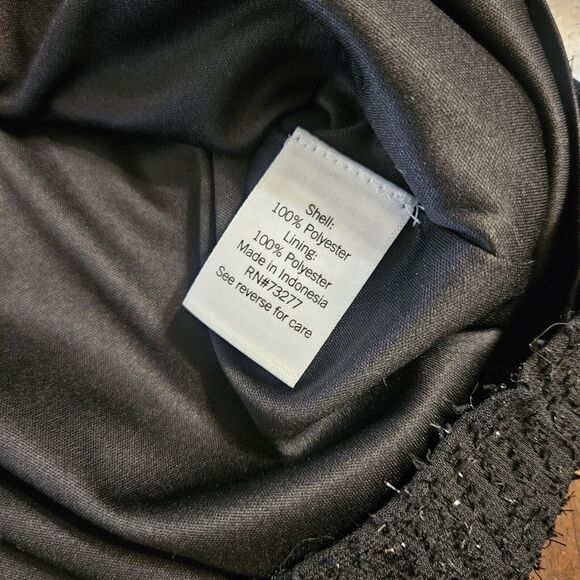 Shell:
100% Polyester
Lining:
100% Polyester
Made in Indonesia
RN#73277
See reverse for care